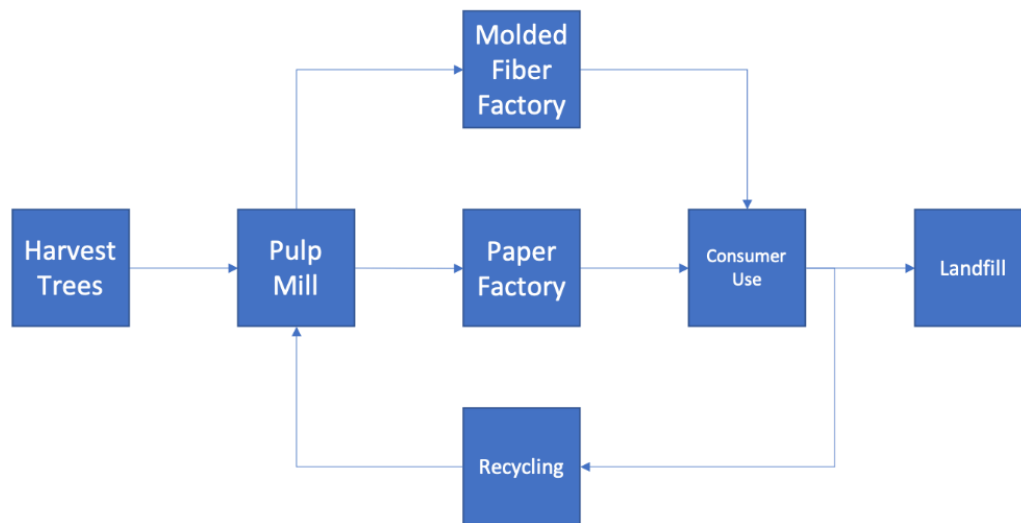 Molded
Fiber
Factory
Harvest
Trees
Pulp
Mill
Paper
Factory
Consumer
Use
Landfill
Recycling